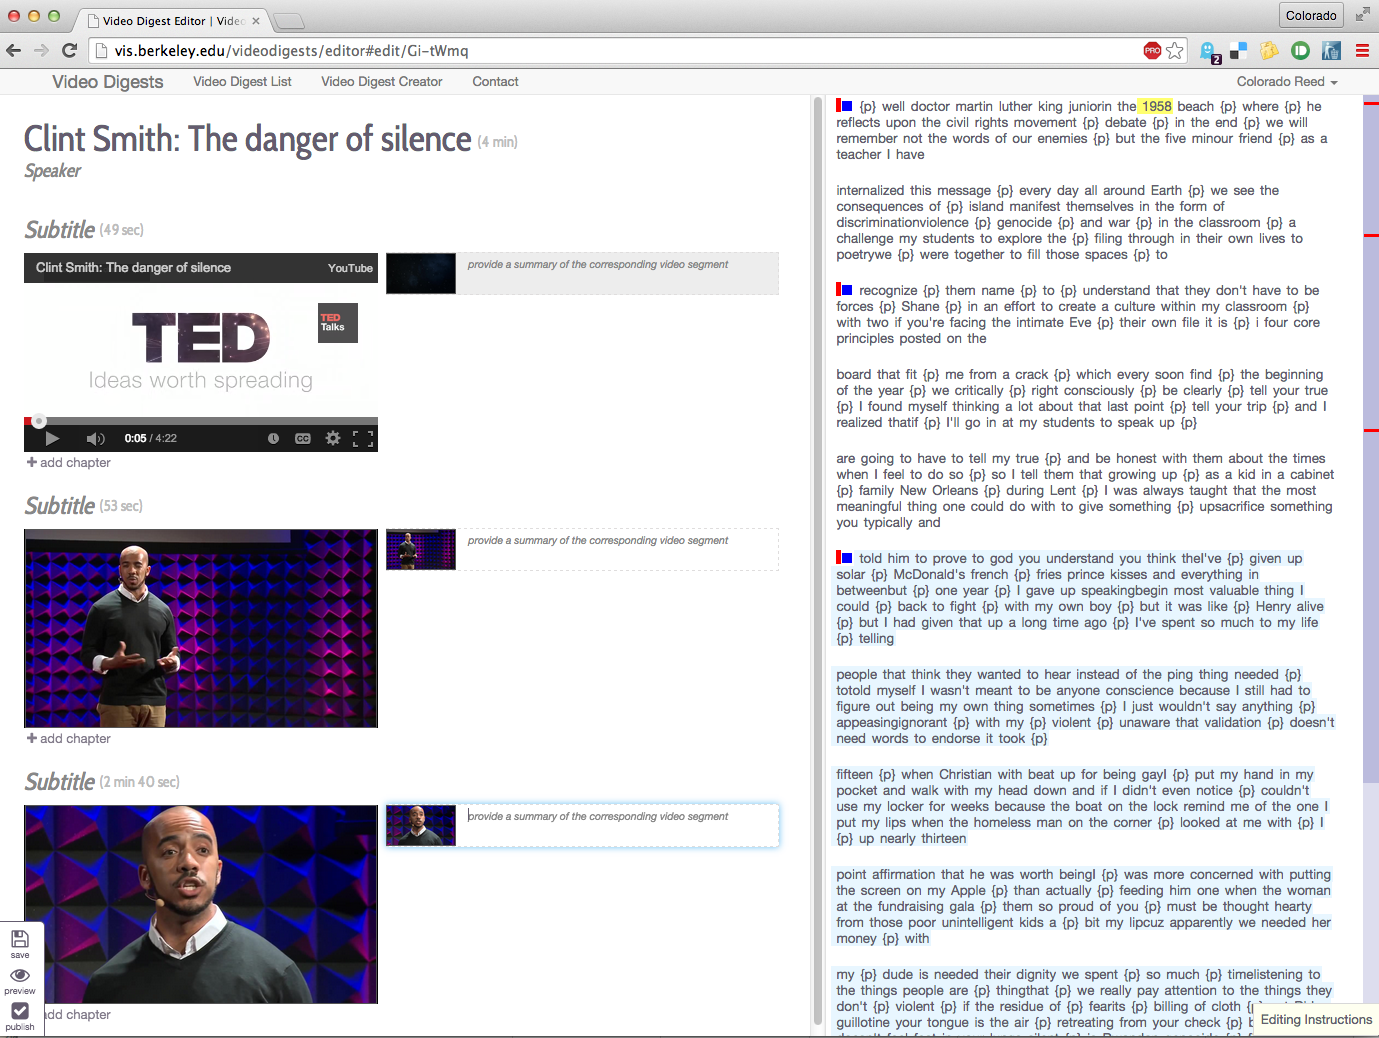 Video Digest Editor | Video
Colorado
vis.berkeley.edu/videodigests/editor#edit/Gi-tWmq
PRO
2
Video Digests
Video Digest List
Video Digest Creator
Contact
Colorado Reed
Clint Smith: The danger of silence (4 min)
Speaker
Subtitle (49 sec)
Clint Smith: The danger of silence
YouTube
TED
Talks
TED
Ideas worth spreading
0:05 / 4:22
CC
provide a summary of the corresponding video segment
+ add chapter
Subtitle (53 sec)
provide a summary of the corresponding video segment
+ add chapter
Subtitle (2 min 40 sec)
provide a summary of the corresponding video segment
add chapter
save
preview
publish
{p} well doctor martin luther king juniorin the 1958 beach {p} where {p} he
reflects upon the civil rights movement {p} debate {p} in the end {p} we will
remember not the words of our enemies {p} but the five minour friend {p} as a
teacher I have
internalized this message {p} every day all around Earth {p} we see the
consequences of {p} island manifest themselves in the form of
discriminationviolence {p} genocide {p} and war {p} in the classroom {p} a
challenge my students to explore the {p} filing through in their own lives to
poetrywe {p} were together to fill those spaces {p} to
recognize {p} them name {p} to {p} understand that they don't have to be
forces {p} Shane {p} in an effort to create a culture within my classroom {p}
with two if you're facing the intimate Eve {p} their own file it is {p} i four core
principles posted on the
board that fit {p} me from a crack {p} which every soon find {p} the beginning
of the year {p} we critically {p} right consciously {p} be clearly {p} tell your true
{p} I found myself thinking a lot about that last point {p} tell your trip {p} and I
realized thatif {p} I'll go in at my students to speak up {p}
are going to have to tell my true {p} and be honest with them about the times
when I feel to do so {p} so I tell them that growing up {p} as a kid in a cabinet
{p} family New Orleans {p} during Lent {p} I was always taught that the most
meaningful thing one could do with to give something {p} upsacrifice something
you typically and
told him to prove to god you understand you think theI've {p} given up
solar {p} McDonald's french {p} fries prince kisses and everything in
betweenbut {p} one year {p} I gave up speakingbegin most valuable thing I
could {p} back to fight {p} with my own boy {p} but it was like {p} Henry alive
{p} but I had given that up a long time ago {p} I've spent so much to my life
{p} telling
people that think they wanted to hear instead of the ping thing needed {p}
totold myself I wasn't meant to be anyone conscience because I still had to
figure out being my own thing sometimes {p} I just wouldn't say anything {p}
appeasingignorant {p} with my {p} violent {p} unaware that validation {p} doesn't
need words to endorse it took {p}
fifteen {p} when Christian with beat up for being gayI {p} put my hand in my
pocket and walk with my head down and if I didn't even notice {p} couldn't
use my locker for weeks because the boat on the lock remind me of the one I
put my lips when the homeless man on the corner {p} looked at me with {p} I
{p} up nearly thirteen
point affirmation that he was worth beingI {p} was more concerned with putting
the screen on my Apple {p} than actually {p} feeding him one when the woman
at the fundraising gala {p} them so proud of you {p} must be thought hearty
from those poor unintelligent kids a {p} bit my lipcuz apparently we needed her
money {p} with
my {p} dude is needed their dignity we spent {p} so much {p} timelistening to
the things people are {p} thingthat {p} we really pay attention to the things they
don't {p} violent {p} if the residue of {p} fearits {p} billing of cloth {p}
guillotine your tongue is the air {p} retreating from your check {p}
Editing Instructions